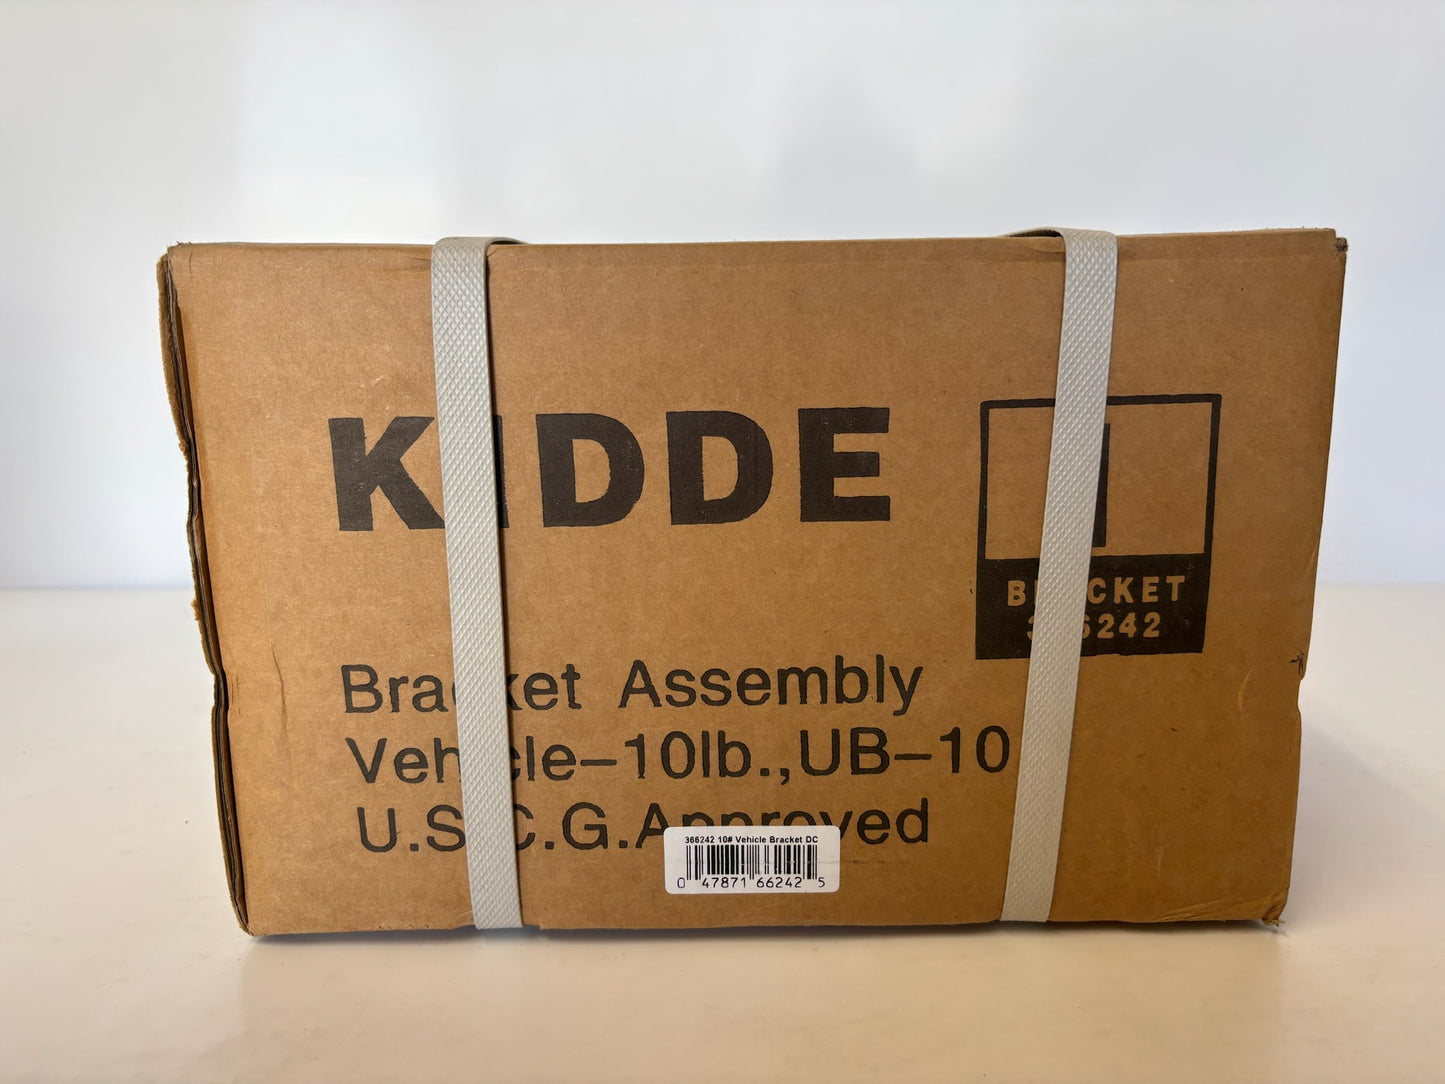 KIDDE
1
BRACKET
366242
Bracket Assembly
Vehicle-10lb.,UB-10
U.S.C.G.Approved
366242 10# Vehicle Bracket DC
0 47871 66242 5